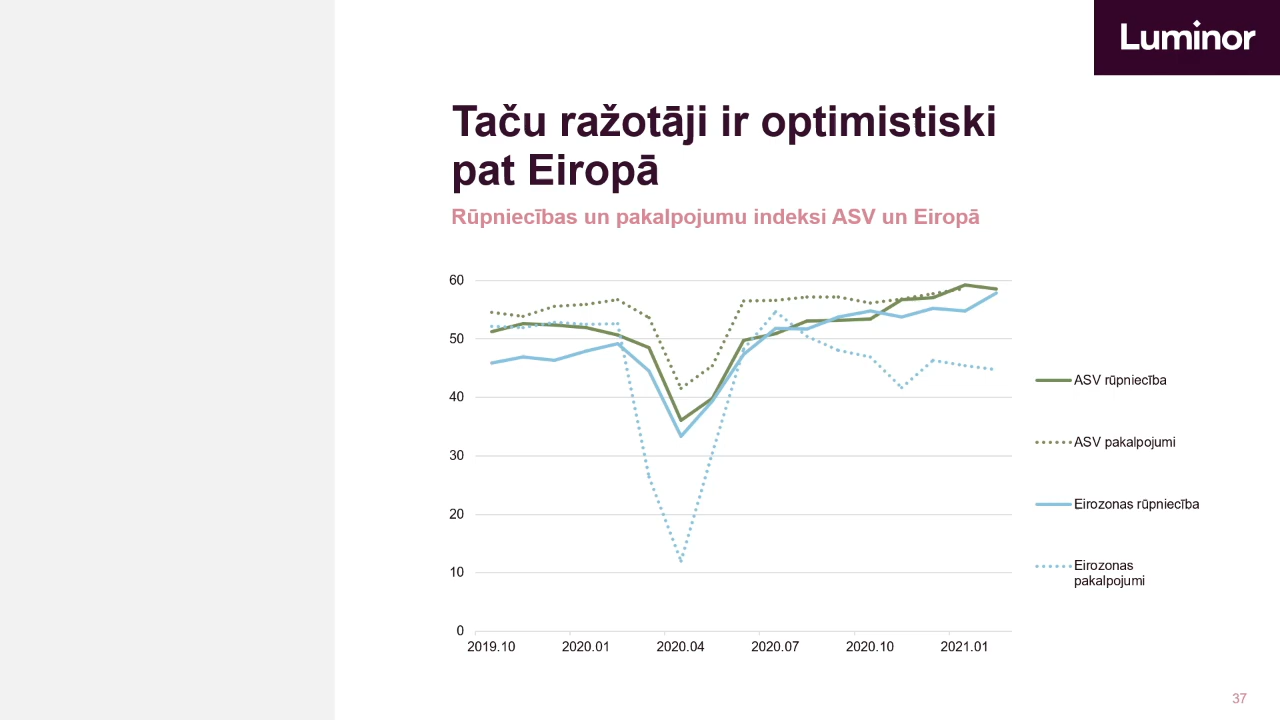 Luminor
Taču ražotāji ir optimistiski
pat Eiropā
Rūpniecības un pakalpojumu indeksi ASV un Eiropā
60
50
40
30
20
10
0
2019.10
2020.01
2020.04
2020.07
2020.10
2021.01
ASV rūpniecība
ASV pakalpojumi
Eirozonas rūpniecība
Eirozonas
pakalpojumi
37